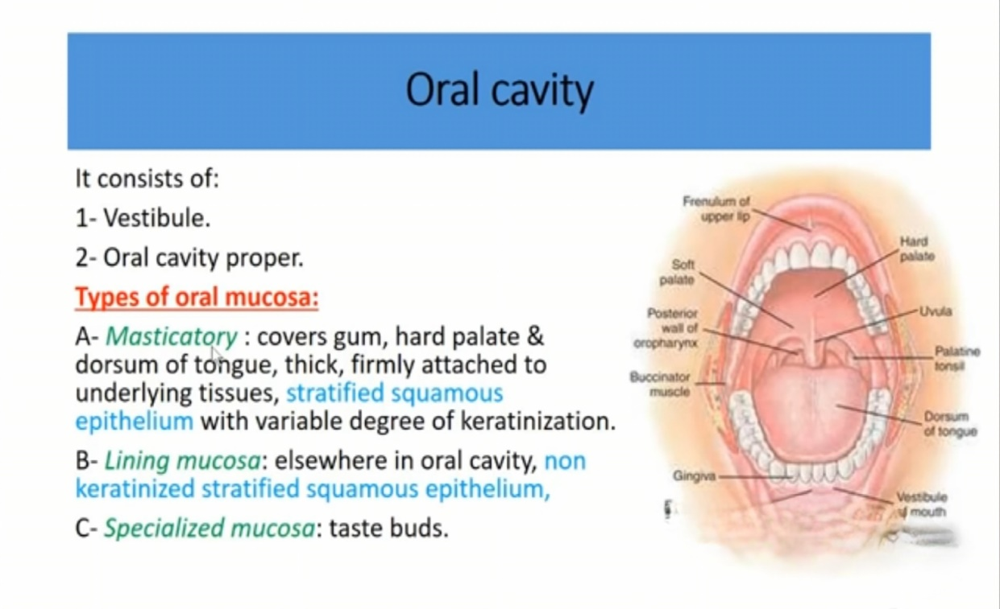 Oral cavity
It consists of:
1- Vestibule.
2- Oral cavity proper.
Types of oral mucosa:
A- Masticatory : covers gum, hard palate &
dorsum of tongue, thick, firmly attached to
underlying tissues, stratified squamous
epithelium with variable degree of keratinization.
B- Lining mucosa: elsewhere in oral cavity, non
keratinized stratified squamous epithelium,
C- Specialized mucosa: taste buds.
Frenulum of
upper lip
Soft
palate
Posterior
wall of
oropharynx
Buccinator
muscle
Gingiva
Hard
palate
Uvula
Palatine
tonsil
Dorsum
of tongue
Vestibule
of mouth